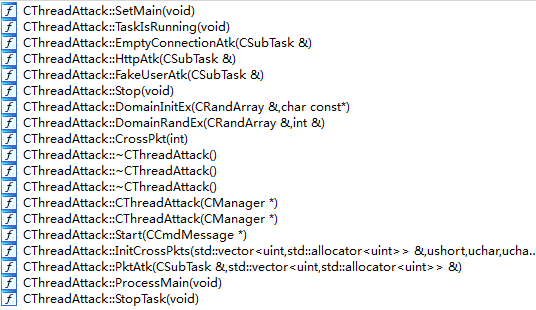 CThreadAttack::SetMain(void)
CThreadAttack::TaskIsRunning(void)
CThreadAttack::EmptyConnectionAtk(CSubTask &)
CThreadAttack::HttpAtk(CSubTask &)
CThreadAttack::FakeUserAtk(CSubTask &)
CThreadAttack::Stop(void)
CThreadAttack::DomainInitEx(CRandArray &,char const*)
CThreadAttack::DomainRandEx(CRandArray &,int &)
CThreadAttack::CrossPkt(int)
CThreadAttack::~CThreadAttack()
CThreadAttack::~CThreadAttack()
CThreadAttack::~CThreadAttack()
CThreadAttack::CThreadAttack(CManager *)
CThreadAttack::CThreadAttack(CManager *)
CThreadAttack::Start(CCmdMessage *)
CThreadAttack::InitCrossPkts(std::vector<uint,std::allocator<uint>> &,ushort,uchar,ucha...
CThreadAttack::PktAtk(CSubTask &,std::vector<uint,std::allocator<uint>> &)
CThreadAttack::ProcessMain(void)
CThreadAttack::StopTask(void)